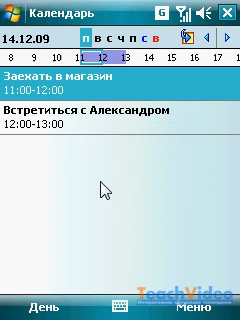 Календарь
G
14.12.09 п в с ч п с в
8 9 10 11 12 13 14 15 16 17
Заехать в магазин
11:00-12:00
Встретиться с Александром
12:00-13:00
TeachVideo
День Меню